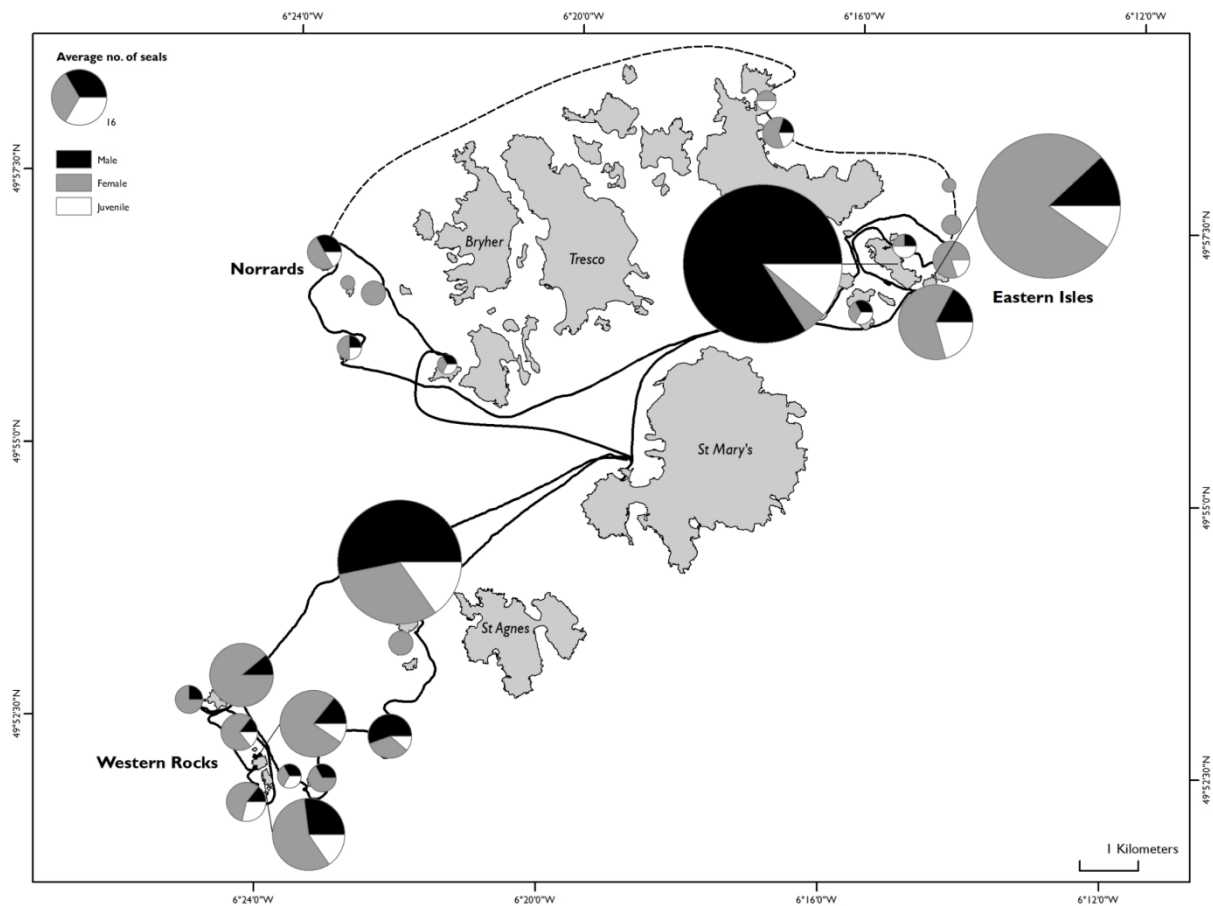 6°24'0"W
6°20'0"W
6°16'0"W
6°12'0"W
Average no. of seals
16
Male
Female
Juvenile
49°57'30"N
49°57'30"N
Bryher
Tresco
Norrards
Eastern Isles
49°55'0"N
St Mary's
49°55'0"N
St Agnes
49°52'30"N
Western Rocks
49°52'30"N
1 Kilometers
6°24'0"W
6°20'0"W
6°16'0"W
6°12'0"W